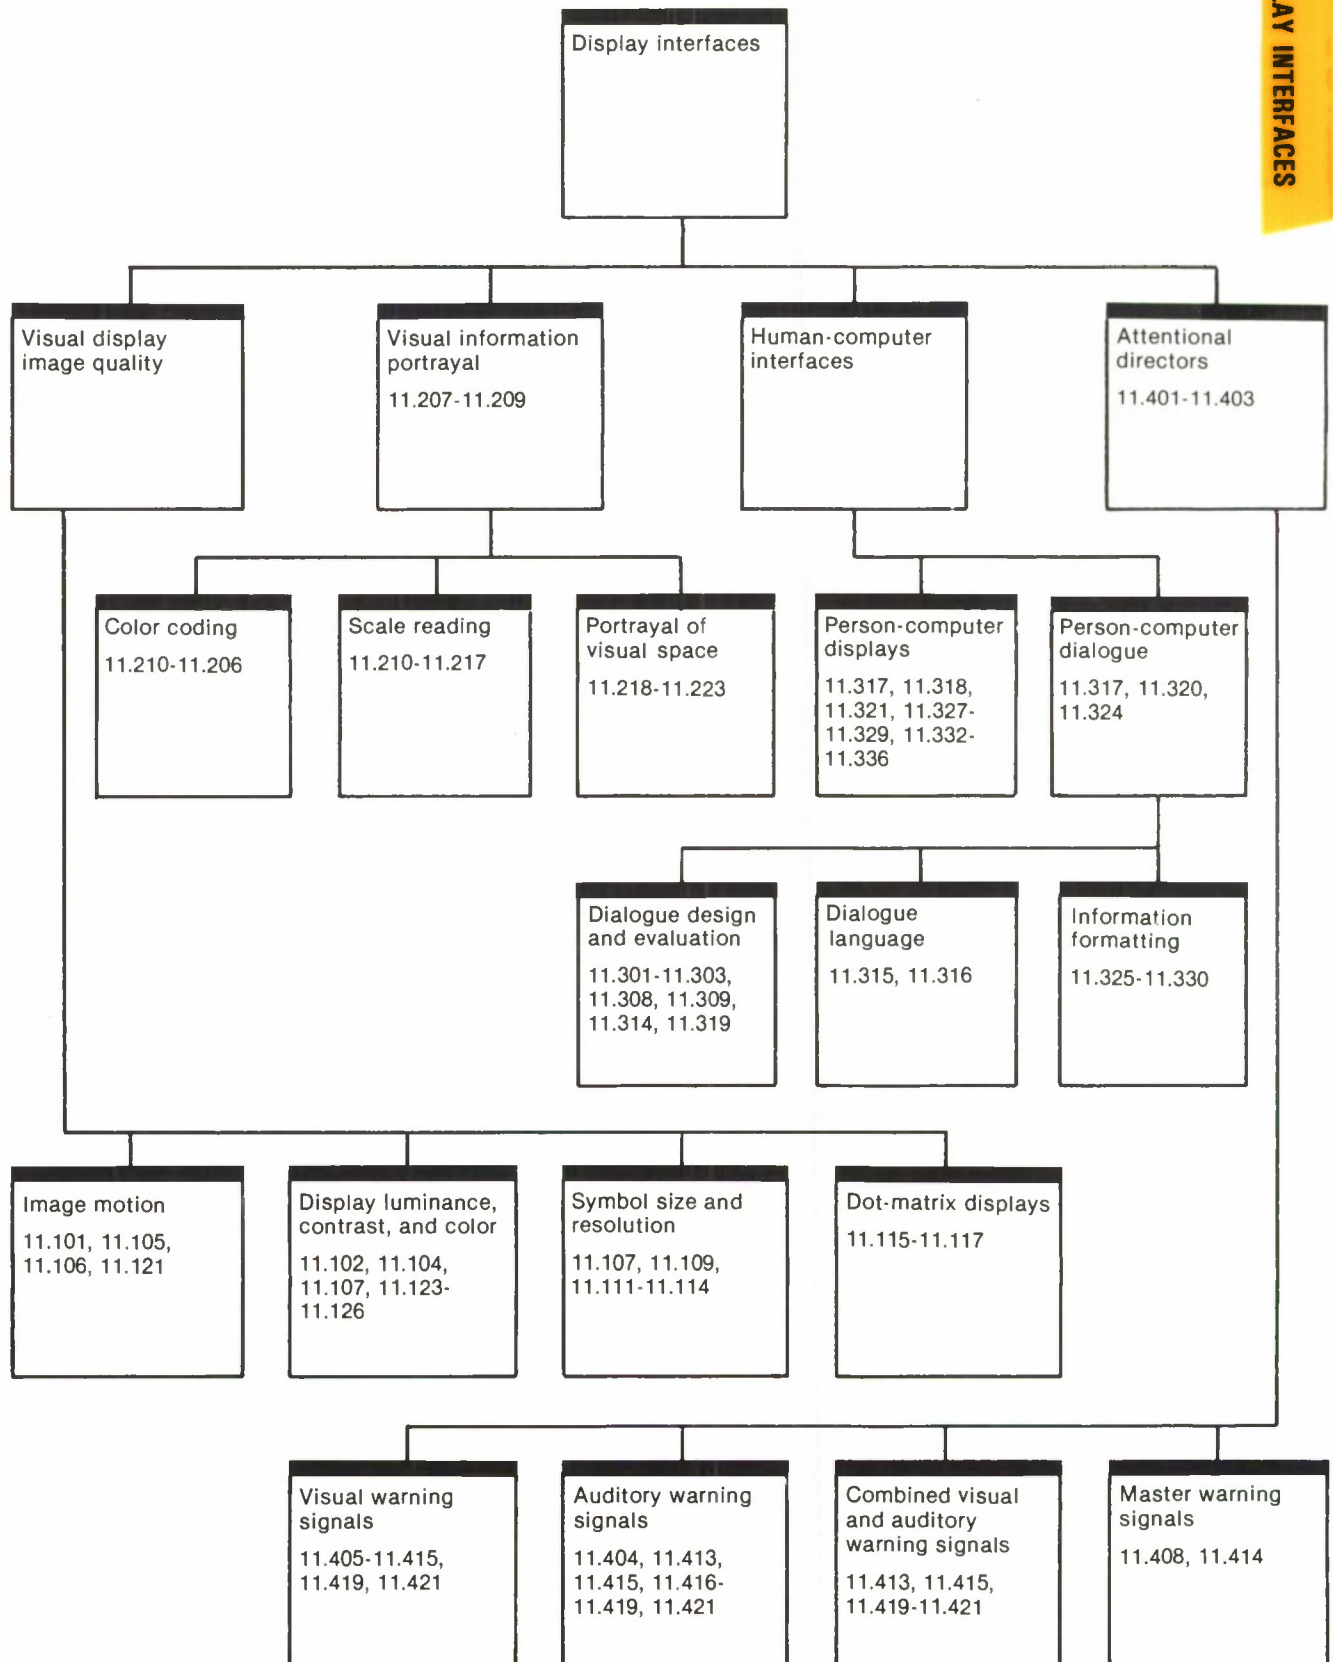 Display interfaces
AY INTERFACES
Visual display
image quality
Visual information
portrayal
11.207-11.209
Human-computer
interfaces
Attentional
directors
11.401-11.403
Color coding
11.210-11.206
Scale reading
11.210-11.217
Portrayal of
visual space
11.218-11.223
Person-computer
displays
11.317, 11.318,
11.321, 11.327-
11.329, 11.332-
11.336
Person-computer
dialogue
11.317, 11.320,
11.324
Dialogue design
and evaluation
11.301-11.303,
11.308, 11.309,
11.314, 11.319
Dialogue
language
11.315, 11.316
Information
formatting
11.325-11.330
Image motion
11.101, 11.105,
11.106, 11.121
Display luminance,
contrast, and color
11.102, 11.104,
11.107, 11.123-
11.126
Symbol size and
resolution
11.107, 11.109,
11.111-11.114
Dot-matrix displays
11.115-11.117
Visual warning
signals
11.405-11.415,
11.419, 11.421
Auditory warning
signals
11.404, 11.413,
11.415, 11.416-
11.419, 11.421
Combined visual
and auditory
warning signals
11.413, 11.415,
11.419-11.421
Master warning
signals
11.408, 11.414